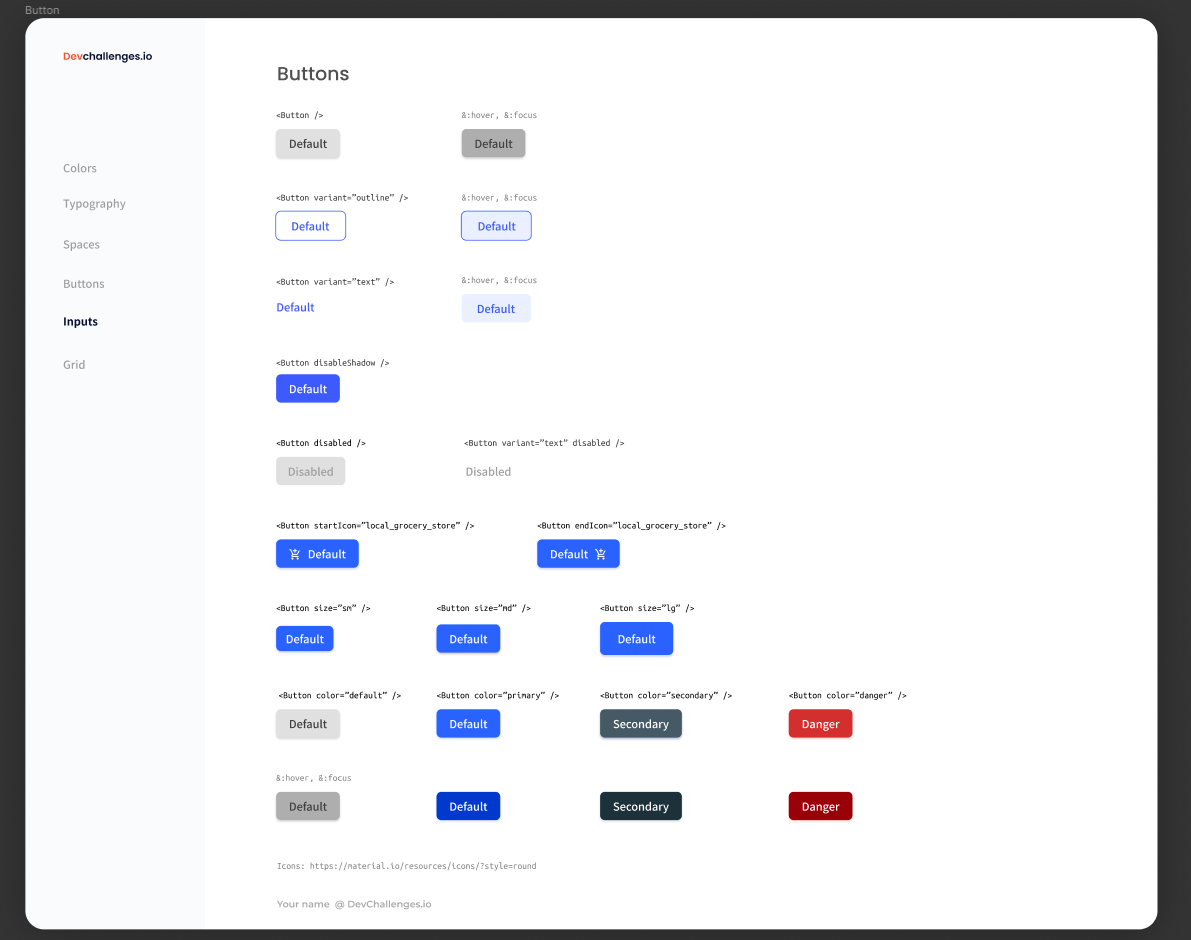 Button
Devchallenges.io
Colors
Typography
Spaces
Buttons
Inputs
Grid
Buttons
<Button /> &:hover, &:focus
Default Default
<Button variant=”outline” /> &:hover, &:focus
Default Default
<Button variant=”text” /> &:hover, &:focus
Default Default
<Button disableShadow />
Default
<Button disabled /> <Button variant=”text” disabled />
Disabled Disabled
<Button startIcon=”local_grocery_store” /> <Button endIcon=”local_grocery_store” />
Default Default
<Button size=”sm” /> <Button size=”md” /> <Button size=”lg” />
Default Default Default
<Button color=”default” /> <Button color=”primary” /> <Button color=”secondary” /> <Button color=”danger” />
Default Default Secondary Danger
&:hover, &:focus
Default Default Secondary Danger
Icons: https://material.io/resources/icons/?style=round
Your name @ DevChallenges.io